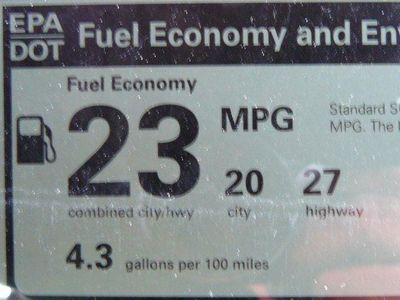 EPA
DOT
Fuel Economy and
Fuel Economy
23 MPG
Standard
MPG. The
20 27
combined city/hwy city highway
4.3 gallons per 100 miles